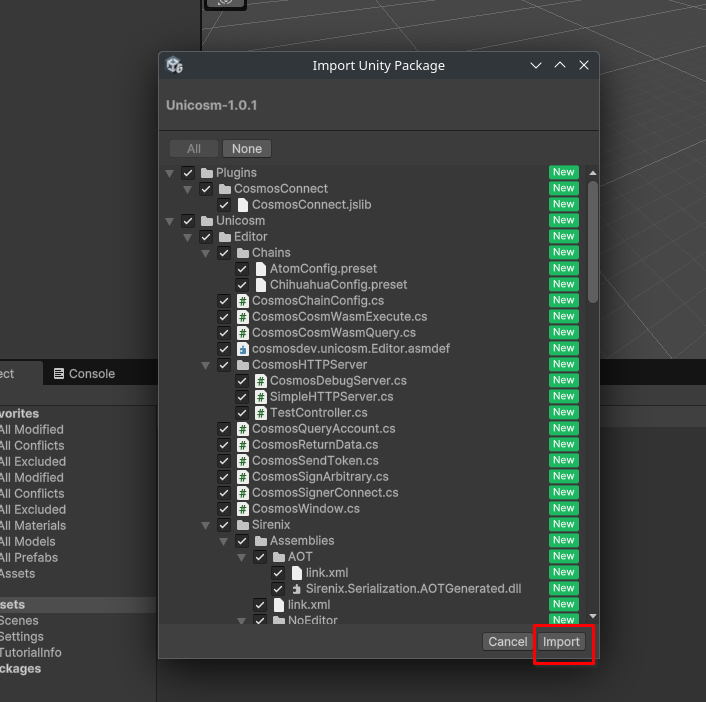 Import Unity Package
Unicosm-1.0.1
All None
Plugins New
CosmosConnect New
CosmosConnect.jslib New
Unicosm New
Editor New
Chains New
AtomConfig.preset New
ChihuahuaConfig.preset New
CosmosChainConfig.cs New
CosmosCosmWasmExecute.cs New
CosmosCosmWasmQuery.cs New
cosmosdev.unicosm.Editor.asmdef New
CosmosHTTPServer New
CosmosDebugServer.cs New
SimpleHTTPServer.cs New
TestController.cs New
CosmosQueryAccount.cs New
CosmosReturnData.cs New
CosmosSendToken.cs New
CosmosSignArbitrary.cs New
CosmosSignerConnect.cs New
CosmosWindow.cs New
Sirenix New
Assemblies New
AOT New
link.xml New
Sirenix.Serialization.AOTGenerated.dll New
link.xml New
NoEditor New
Cancel Import
ect Console
avorites
All Modified
All Conflicts
All Excluded
All Modified
All Conflicts
All Excluded
All Materials
All Models
All Prefabs
Assets
sets
Scenes
Settings
TutorialInfo
ckages